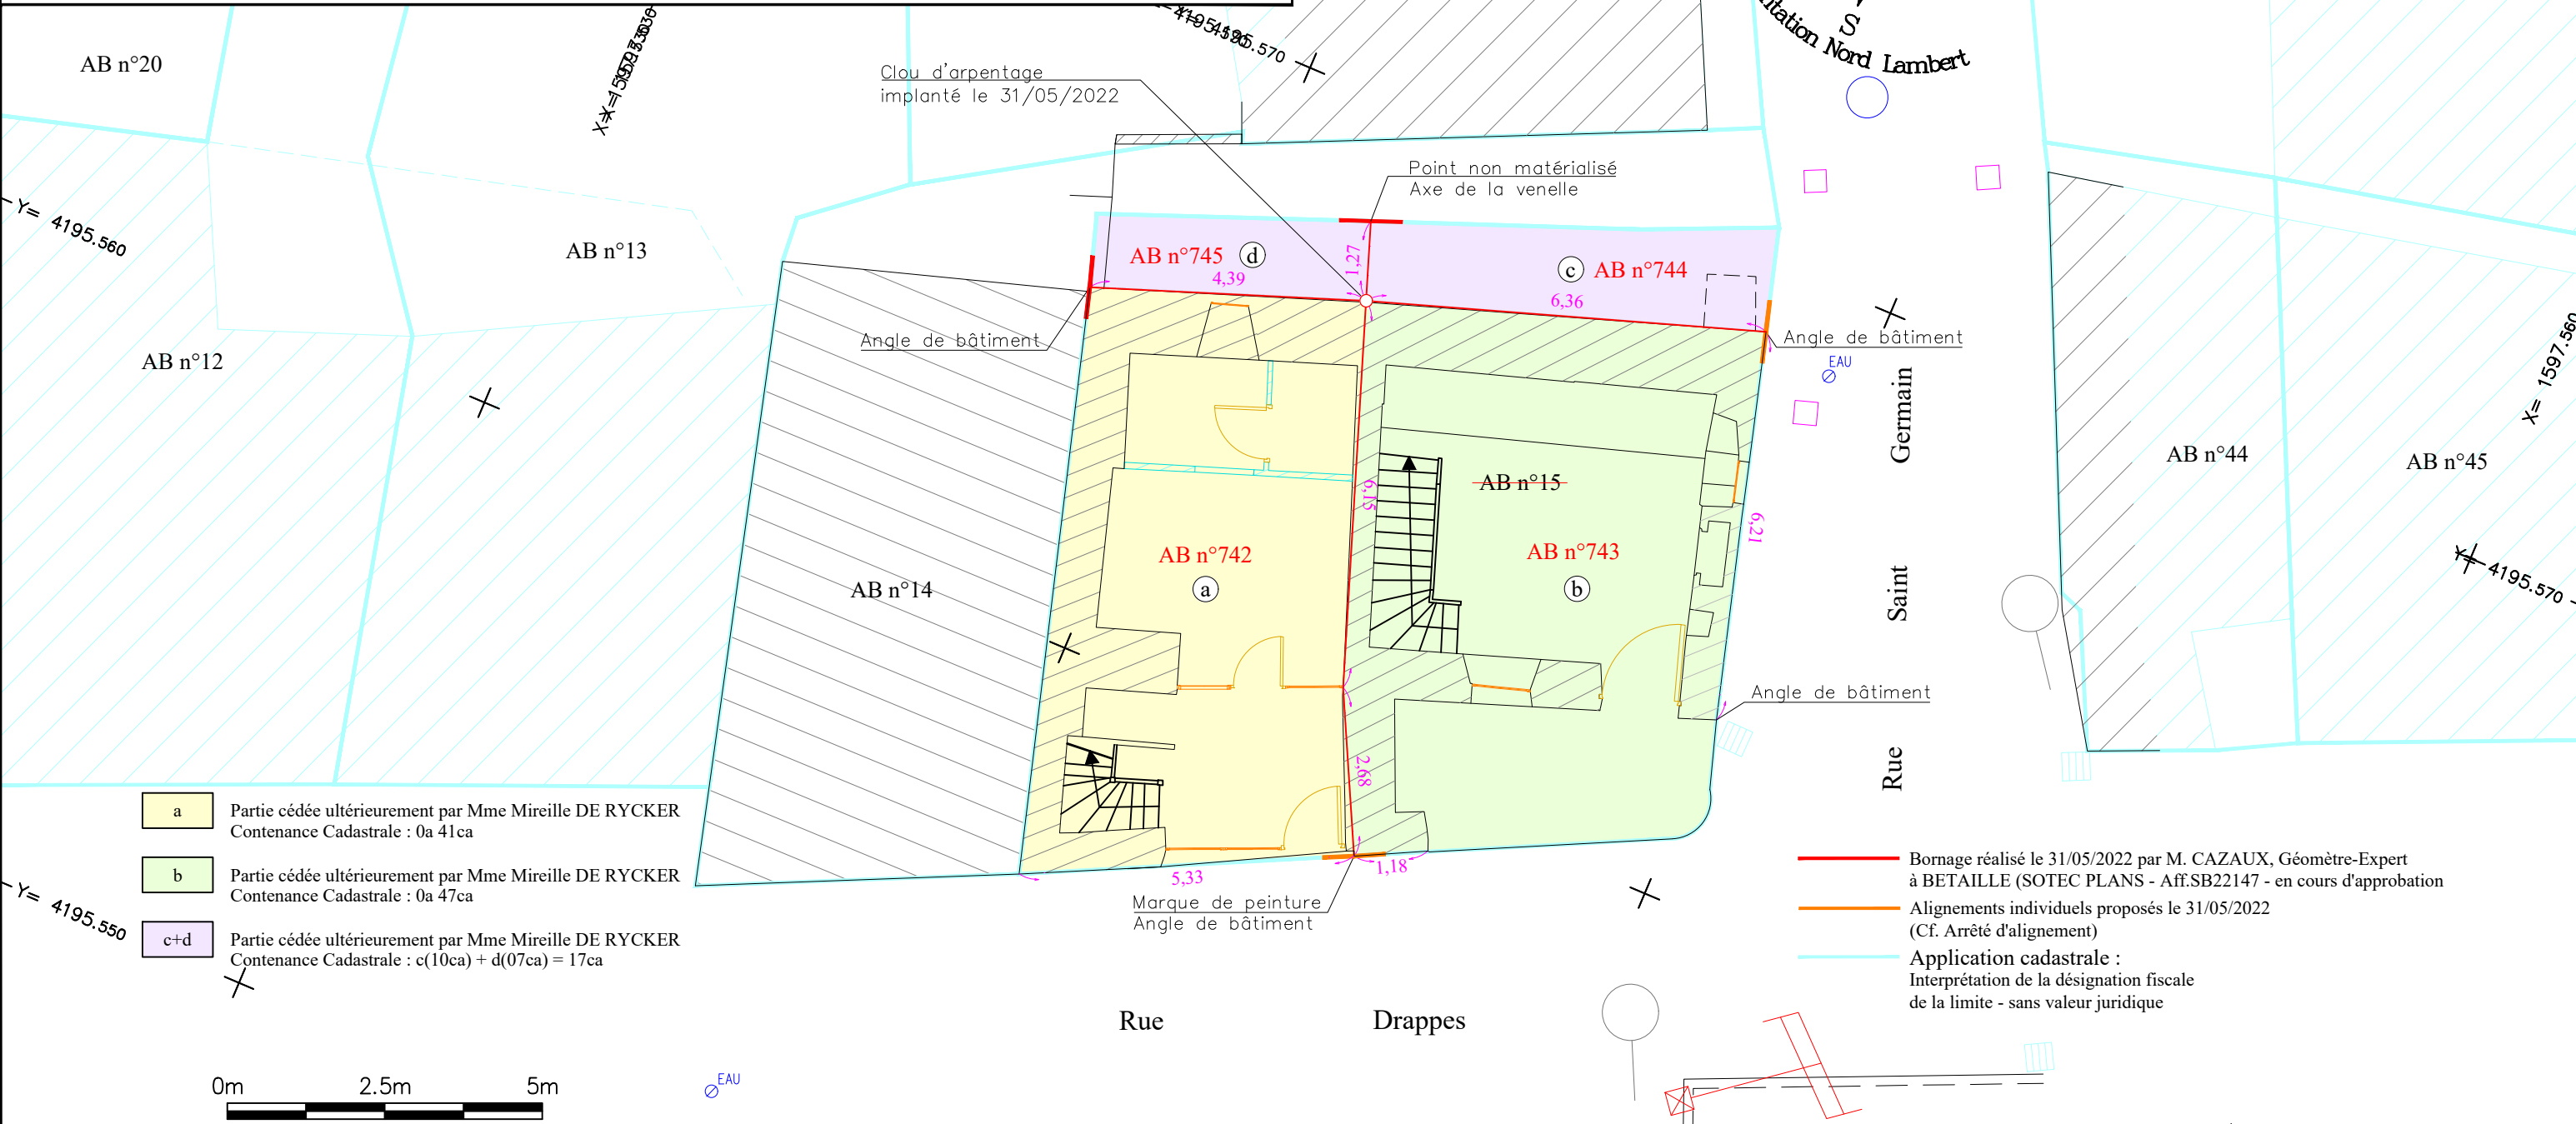 AB n°20
Y= 4195.560
AB n°13
AB n°12
AB n°14
Clou d'arpentage
implanté le 31/05/2022
Point non matérialisé
Axe de la venelle
Nord Lambert
S
AB n°745
d
4,39
1,27
c
AB n°744
6,36
Angle de bâtiment
Angle de bâtiment
EAU
AB n°15
6,15
6,21
AB n°742
a
AB n°743
b
Angle de bâtiment
2,68
5,33
1,18
Marque de peinture
Angle de bâtiment
Rue Saint Germain
AB n°44
AB n°45
X= 1597.560
4195.570
Y= 4195.550
a
Partie cédée ultérieurement par Mme Mireille DE RYCKER
Contenance Cadastrale : 0a 41ca
b
Partie cédée ultérieurement par Mme Mireille DE RYCKER
Contenance Cadastrale : 0a 47ca
c+d
Partie cédée ultérieurement par Mme Mireille DE RYCKER
Contenance Cadastrale : c(10ca) + d(07ca) = 17ca
Bornage réalisé le 31/05/2022 par M. CAZAUX, Géomètre-Expert
à BETAILLE (SOTEC PLANS - Aff.SB22147 - en cours d'approbation
Alignements individuels proposés le 31/05/2022
(Cf. Arrêté d'alignement)
Application cadastrale :
Interprétation de la désignation fiscale
de la limite - sans valeur juridique
Rue Drappes
0m 2.5m 5m
EAU